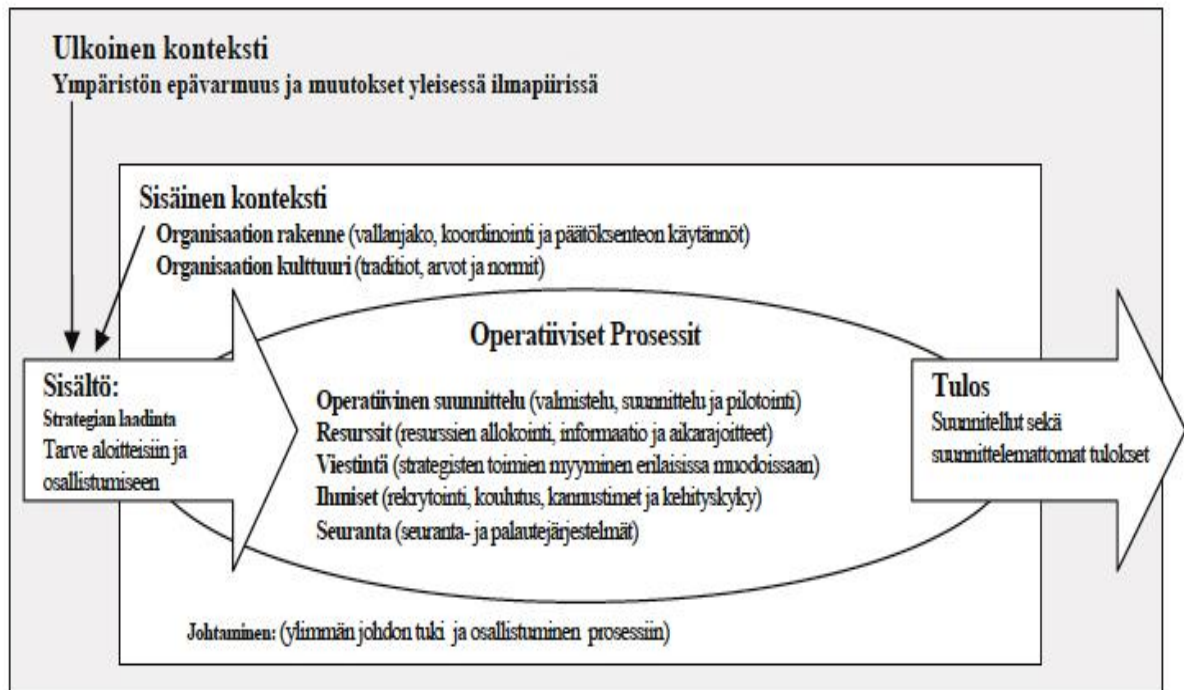 Ulkoinen konteksti
Ympäristön epävarmuus ja muutokset yleisessä ilmapiirissä
Sisäinen konteksti
Organisaation rakenne (vallanjako, koordinointi ja päätöksenteon käytännöt)
Organisaation kulttuuri (traditiot, arvot ja normit)
Sisältö:
Strategian laadinta
Tarve aloitteisiin ja
osallistumiseen
Operatiiviset Prosessit
Operatiivinen suunnittelu (valmistelu, suunnittelu ja pilotointi)
Resurssit (resurssien allokointi, informaatio ja aikarajoitteet)
Viestintä (strategisten toimien myyminen erilaisissa muodoissaan)
Ihmiset (rekrytointi, koulutus, kannustimet ja kehityskyky)
Seuranta (seuranta- ja palautejärjestelmät)
Tulos
Suunnitellut sekä
suunnittelemattomat tulokset
Johtaminen: (ylimmän johdon tuki ja osallistuminen prosessiin)